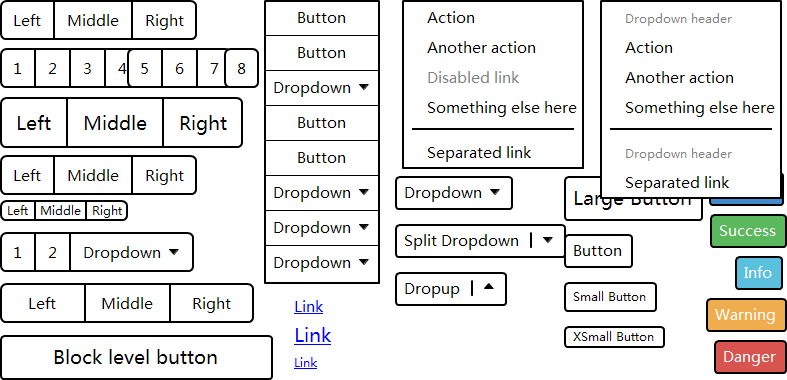 Left Middle Right
1 2 3 4 5 6 7 8
Left Middle Right
Left Middle Right
Left Middle Right
1 2 Dropdown
Left Middle Right
Block level button
Button
Button
Dropdown
Button
Button
Dropdown
Dropdown
Dropdown
Link
Link
Link
Action
Another action
Disabled link
Something else here
Separated link
Dropdown
Split Dropdown
Dropup
Dropdown header
Action
Another action
Something else here
Dropdown header
Separated link
Large Button
Button
Small Button
XSmall Button
Success
Info
Warning
Danger